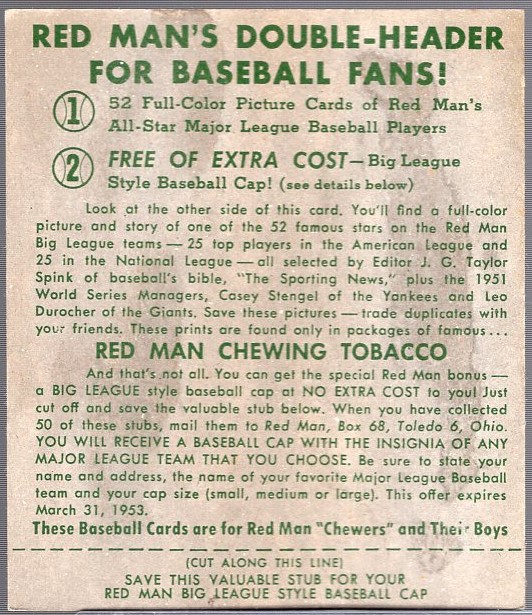 RED MAN'S DOUBLE-HEADER
FOR BASEBALL FANS!
1 52 Full-Color Picture Cards of Red Man's
All-Star Major League Baseball Players
2 FREE OF EXTRA COST—Big League
Style Baseball Cap! (see details below)
Look at the other side of this card. You'll find a full-color
picture and story of one of the 52 famous stars on the Red Man
Big League teams — 25 top players in the American League and
25 in the National League — all selected by Editor J. G. Taylor
Spink of baseball's bible, "The Sporting News," plus the 1951
World Series Managers, Casey Stengel of the Yankees and Leo
Durocher of the Giants. Save these pictures — trade duplicates with
your friends. These prints are found only in packages of famous...
RED MAN CHEWING TOBACCO
And that's not all. You can get the special Red Man bonus —
a BIG LEAGUE style baseball cap at NO EXTRA COST to you! Just
cut off and save the valuable stub below. When you have collected
50 of these stubs, mail them to Red Man, Box 68, Toledo 6, Ohio.
YOU WILL RECEIVE A BASEBALL CAP WITH THE INSIGNIA OF ANY
MAJOR LEAGUE TEAM THAT YOU CHOOSE. Be sure to state your
name and address, the name of your favorite Major League Baseball
team and your cap size (small, medium or large). This offer expires
March 31, 1953.
These Baseball Cards are for Red Man "Chewers" and Their Boys
(CUT ALONG THIS LINE)
SAVE THIS VALUABLE STUB FOR YOUR
RED MAN BIG LEAGUE STYLE BASEBALL CAP